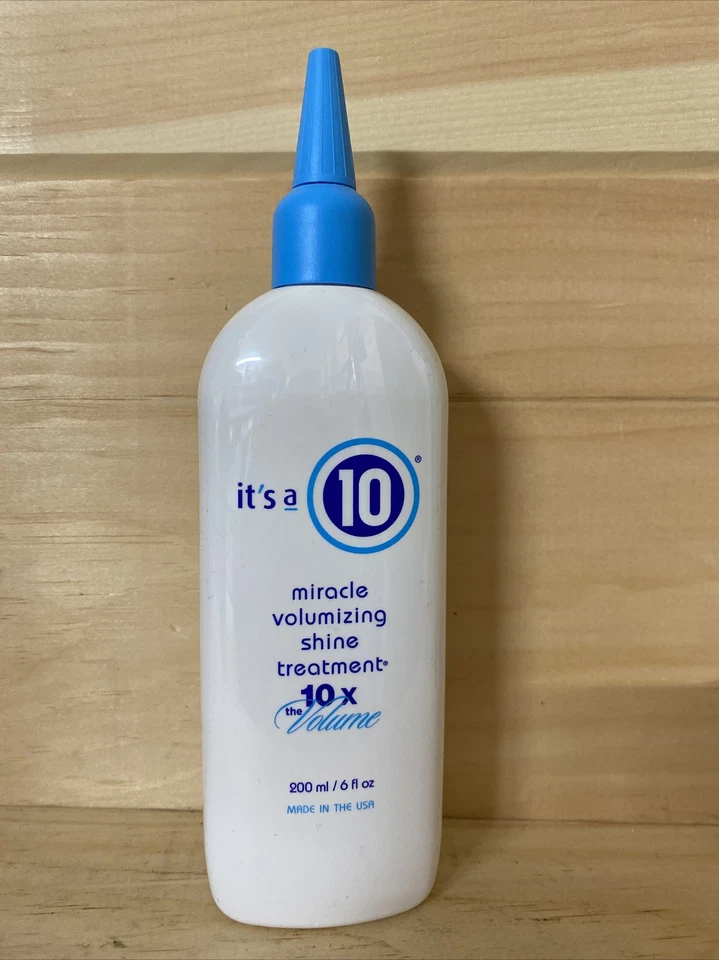 it's a 10®
miracle
volumizing
shine
treatment®
10 x
the Volume
200 ml / 6 fl oz
MADE IN THE USA